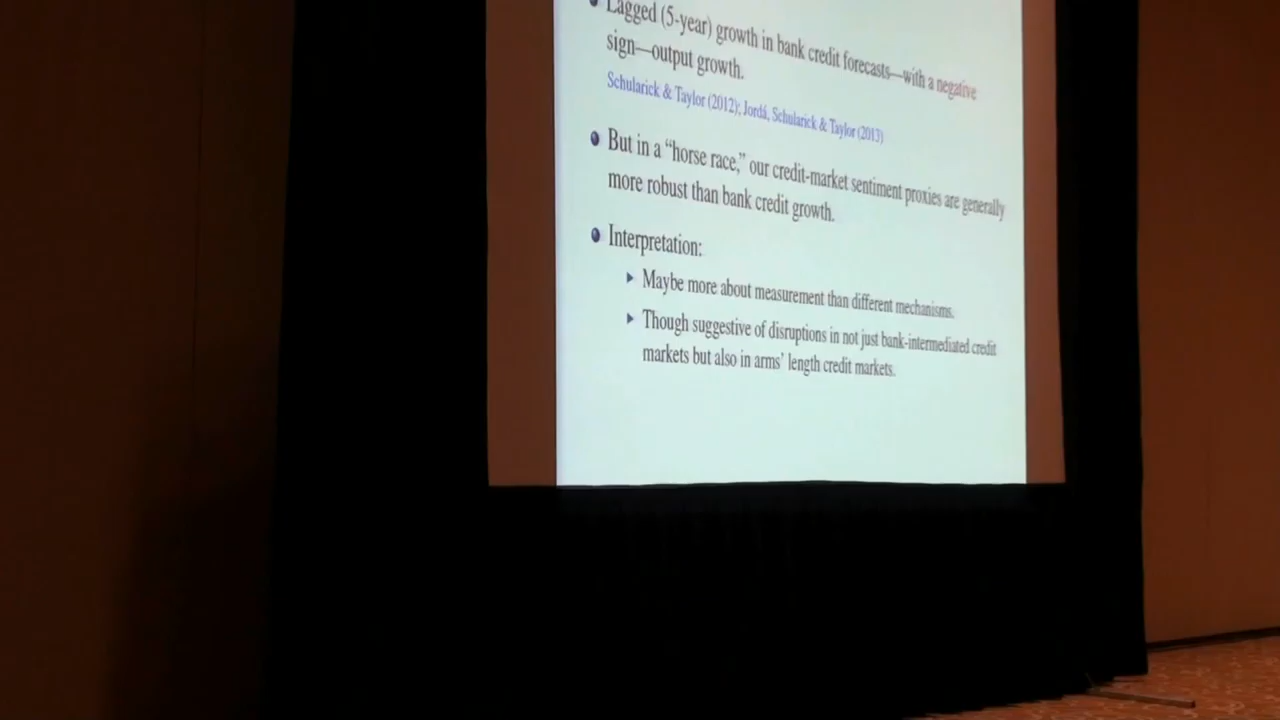 Lagged (5-year) growth in bank credit forecasts—with a negative
sign—output growth.
Schularick & Taylor (2012); Jordá, Schularick & Taylor (2013)
But in a “horse race,” our credit-market sentiment proxies are generally
more robust than bank credit growth.
Interpretation:
Maybe more about measurement than different mechanisms.
Though suggestive of disruptions in not just bank-intermediated credit
markets but also in arms’ length credit markets.